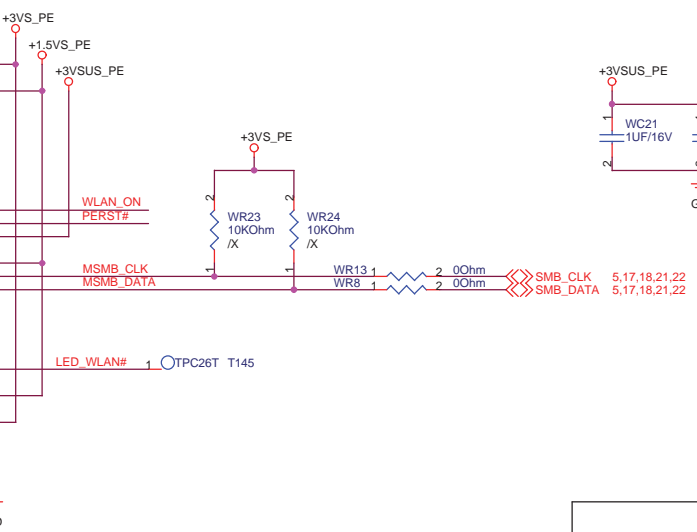 +3VS_PE
+1.5VS_PE
+3VSUS_PE
+3VSUS_PE
1
WC21
1UF/16V
2
+3VS_PE
WLAN_ON
PERST#
2
WR23
10KOhm
/X
1
2
WR24
10KOhm
/X
1
MSMB_CLK
WR13 1 2 0Ohm
SMB_CLK 5,17,18,21,22
MSMB_DATA
WR8 1 2 0Ohm
SMB_DATA 5,17,18,21,22
LED_WLAN# 1 TPC26T T145